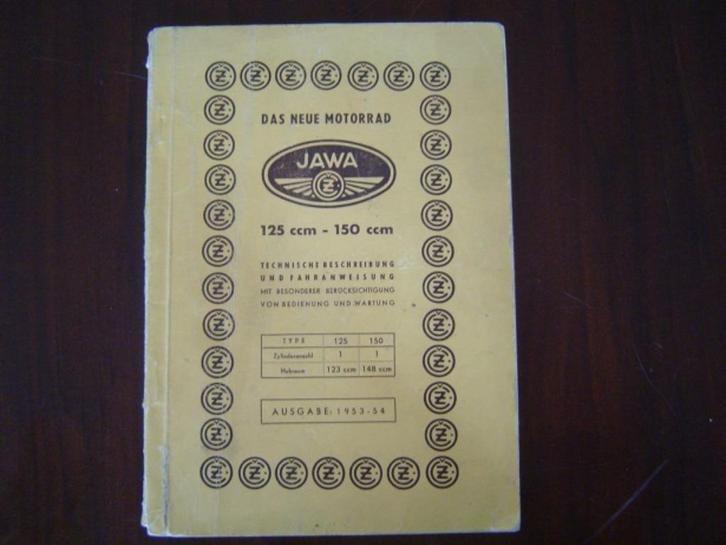 DAS NEUE MOTORRAD
JAWA
CZ
125 ccm - 150 ccm
TECHNISCHE BESCHREIBUNG
UND FAHRANWEISUNG
MIT BESONDERER BERÜCKSICHTIGUNG
VON BEDIENUNG UND WARTUNG
TYPE 125 150
Zylinderanzahl 1 1
Hubraum 123 ccm 148 ccm
AUSGABE: 1953-54